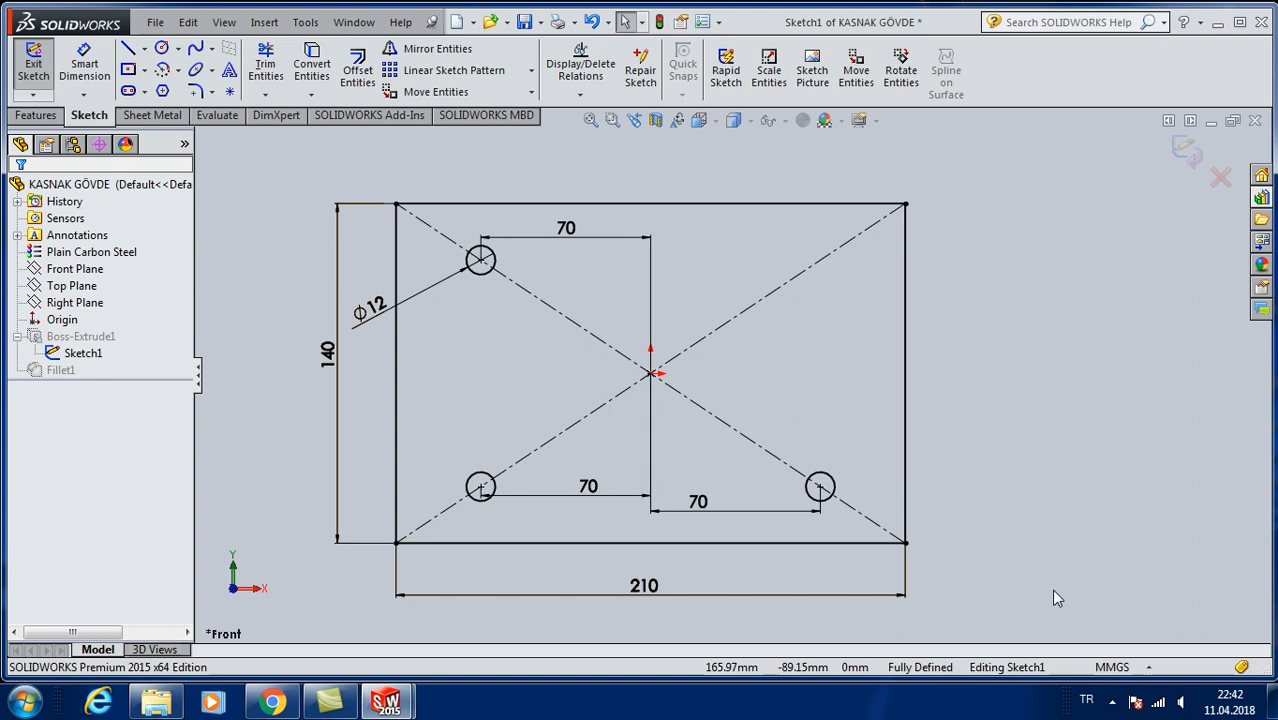 SOLIDWORKS File Edit View Insert Tools Window Help Sketch1 of KASNAK GÖVDE * Search SOLIDWORKS Help
Exit Sketch
Smart Dimension
Trim Entities
Convert Entities
Offset Entities
Mirror Entities
Linear Sketch Pattern
Move Entities
Display/Delete Relations
Repair Sketch
Quick Snaps
Rapid Sketch
Scale Entities
Sketch Picture
Move Entities
Rotate Entities
Spline on Surface
Features Sketch Sheet Metal Evaluate DimXpert SOLIDWORKS Add-Ins SOLIDWORKS MBD
KASNAK GÖVDE (Default<<Defa
History
Sensors
Annotations
Plain Carbon Steel
Front Plane
Top Plane
Right Plane
Origin
Boss-Extrude1
Sketch1
Fillet1
70
∅12
140
70
70
210
Y
X
*Front
Model 3D Views
SOLIDWORKS Premium 2015 x64 Edition 165.97mm -89.15mm 0mm Fully Defined Editing Sketch1 MMGS
SW 2015
TR
22:42
11.04.2018